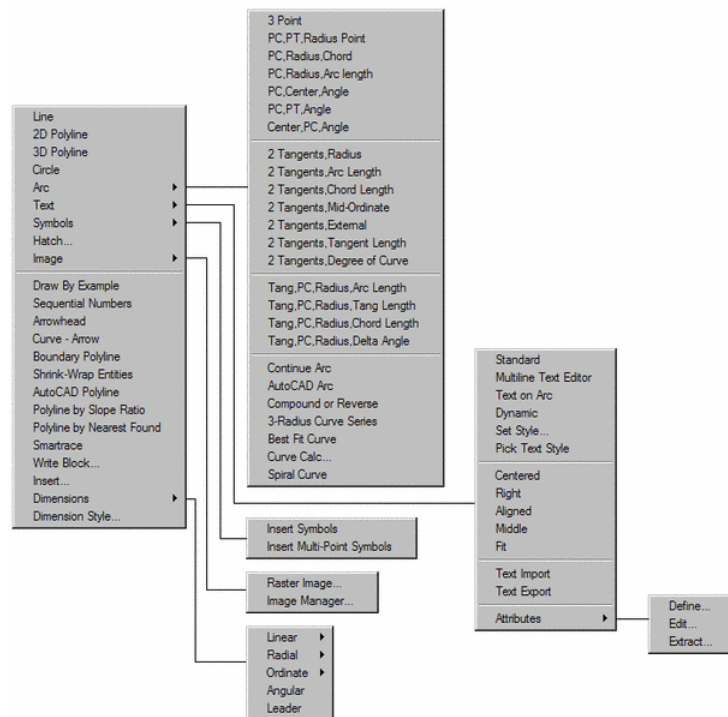 Line
2D Polyline
3D Polyline
Circle
Arc
Text
Symbols
Hatch...
Image
Draw By Example
Sequential Numbers
Arrowhead
Curve - Arrow
Boundary Polyline
Shrink-Wrap Entities
AutoCAD Polyline
Polyline by Slope Ratio
Polyline by Nearest Found
Smartrace
Write Block...
Insert...
Dimensions
Dimension Style...
3 Point
PC,PT,Radius Point
PC,Radius,Chord
PC,Radius,Arc length
PC,Center,Angle
PC,PT,Angle
Center,PC,Angle
2 Tangents,Radius
2 Tangents,Arc Length
2 Tangents,Chord Length
2 Tangents,Mid-Ordinate
2 Tangents,External
2 Tangents,Tangent Length
2 Tangents,Degree of Curve
Tang,PC,Radius,Arc Length
Tang,PC,Radius,Tang Length
Tang,PC,Radius,Chord Length
Tang,PC,Radius,Delta Angle
Continue Arc
AutoCAD Arc
Compound or Reverse
3-Radius Curve Series
Best Fit Curve
Curve Calc...
Spiral Curve
Insert Symbols
Insert Multi-Point Symbols
Raster Image...
Image Manager...
Linear
Radial
Ordinate
Angular
Leader
Standard
Multiline Text Editor
Text on Arc
Dynamic
Set Style...
Pick Text Style
Centered
Right
Aligned
Middle
Fit
Text Import
Text Export
Attributes
Define...
Edit...
Extract...